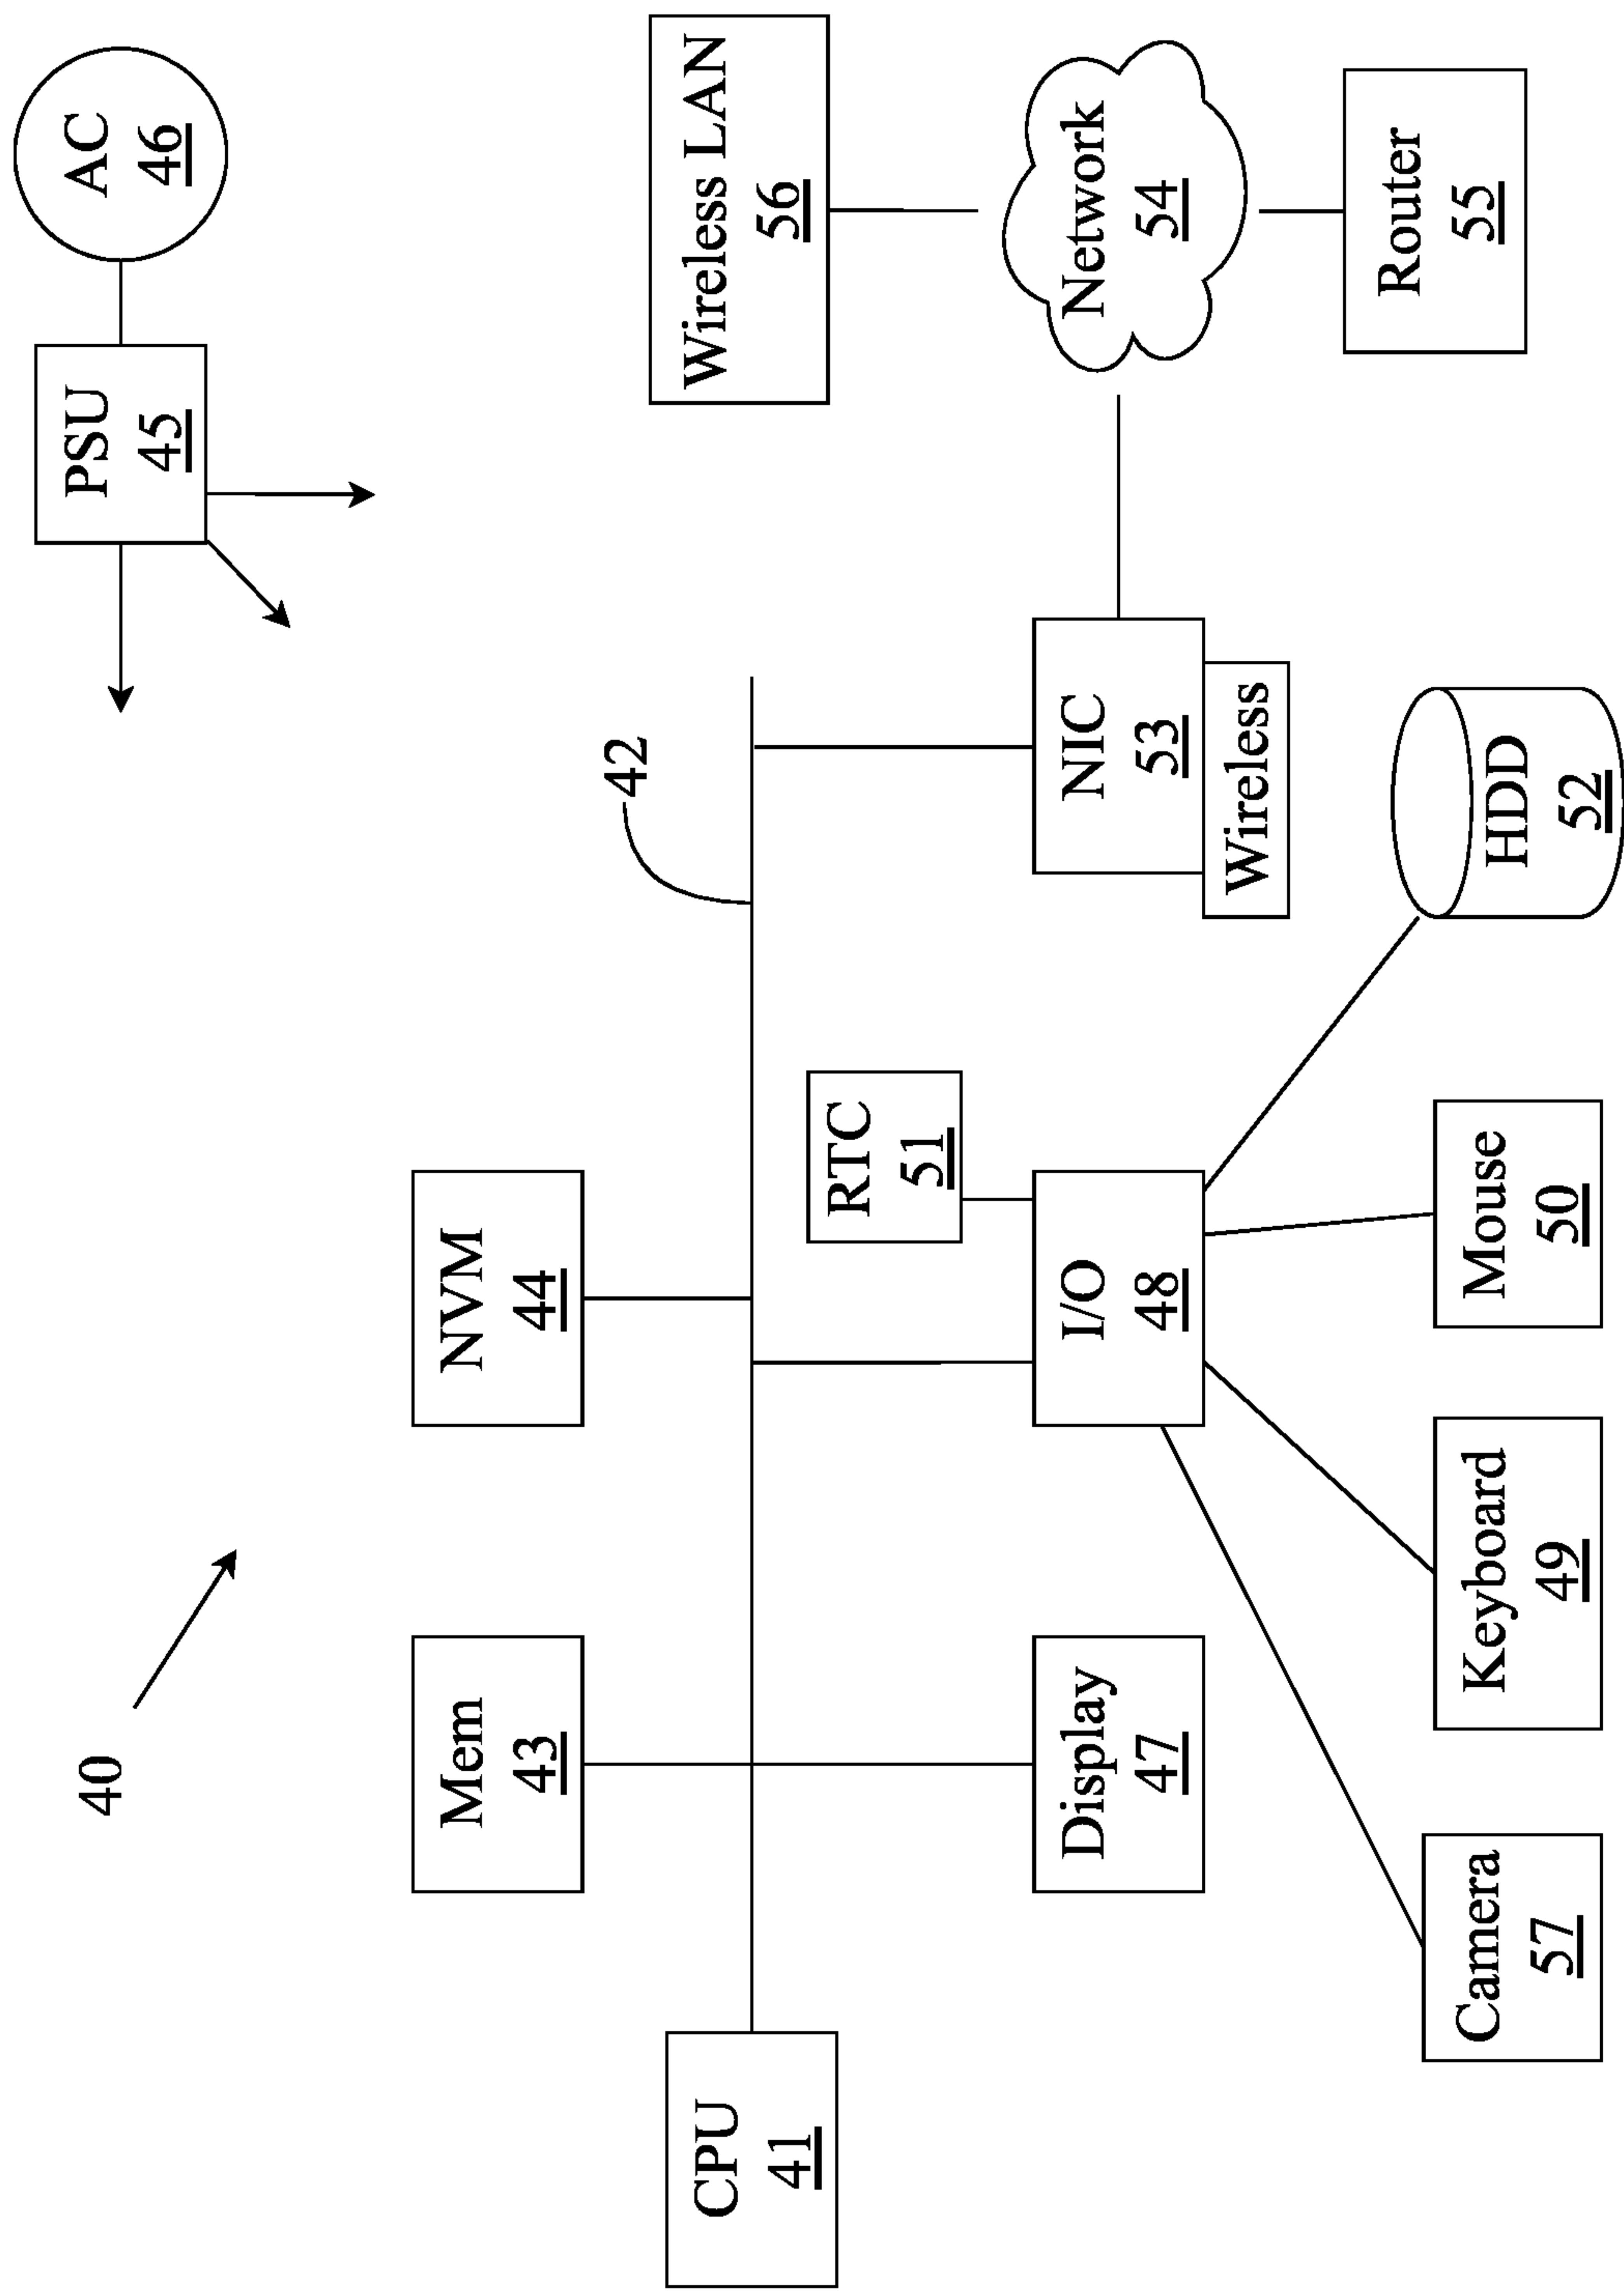 40
AC
46
PSU
45
Mem
43
NVM
44
42
Wireless LAN
56
CPU
41
RTC
51
Display
47
I/O
48
NIC
53
Wireless
Network
54
Camera
57
Keyboard
49
Mouse
50
HDD
52
Router
55